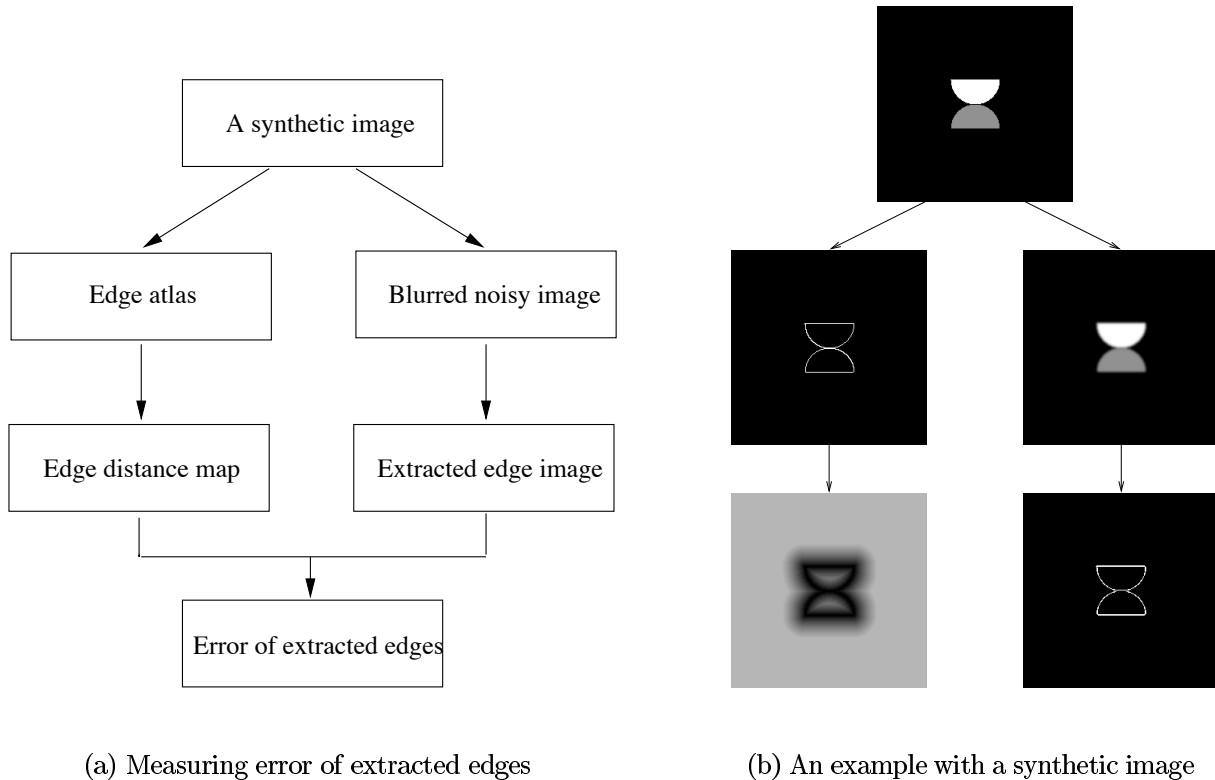 A synthetic image
Edge atlas
Blurred noisy image
Edge distance map
Extracted edge image
Error of extracted edges
(a) Measuring error of extracted edges
(b) An example with a synthetic image